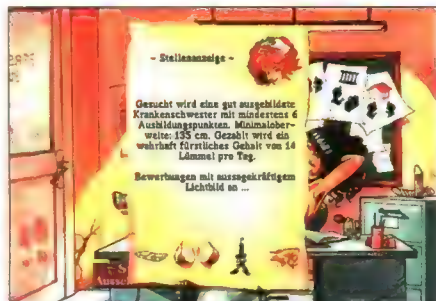 - Stellenanzeige -
Gesucht wird eine gut ausgebildete
Krankenschwester mit mindestens 6
Ausbildungspunkten. Minimalober-
weite: 135 cm. Gezahlt wird ein
wahrhaft fürstliches Gehalt von 14
Lümmel pro Tag.
Bewerbungen mit aussagekräftigem
Lichtbild an ...